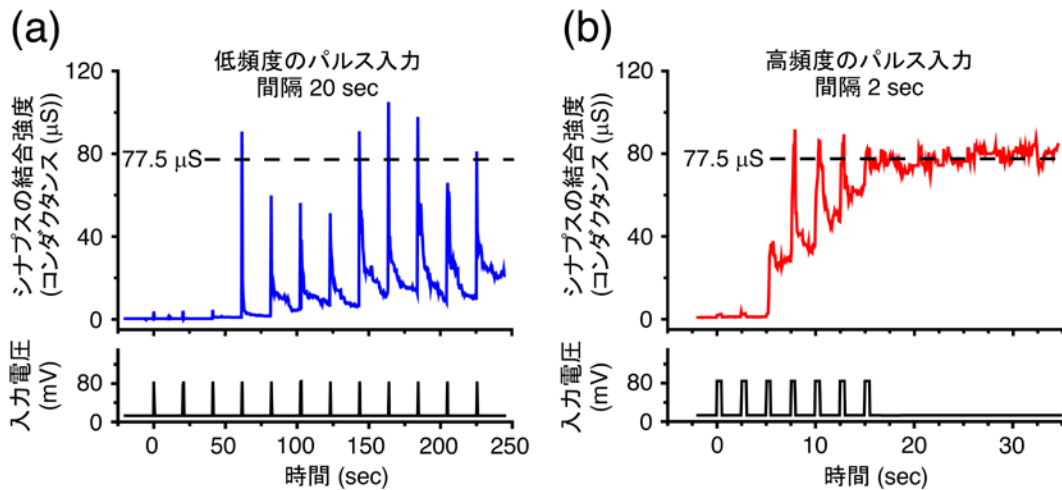 (a)
低頻度のパルス入力
間隔 20 sec
シナプスの結合強度
(コンダクタンス (μS))
120
80
40
0
77.5 μS
入力電圧
(mV)
80
0
0
50
100
150
200
250
時間 (sec)
(b)
高頻度のパルス入力
間隔 2 sec
シナプスの結合強度
(コンダクタンス (μS))
120
80
40
0
77.5 μS
入力電圧
(mV)
80
0
0
10
20
30
時間 (sec)